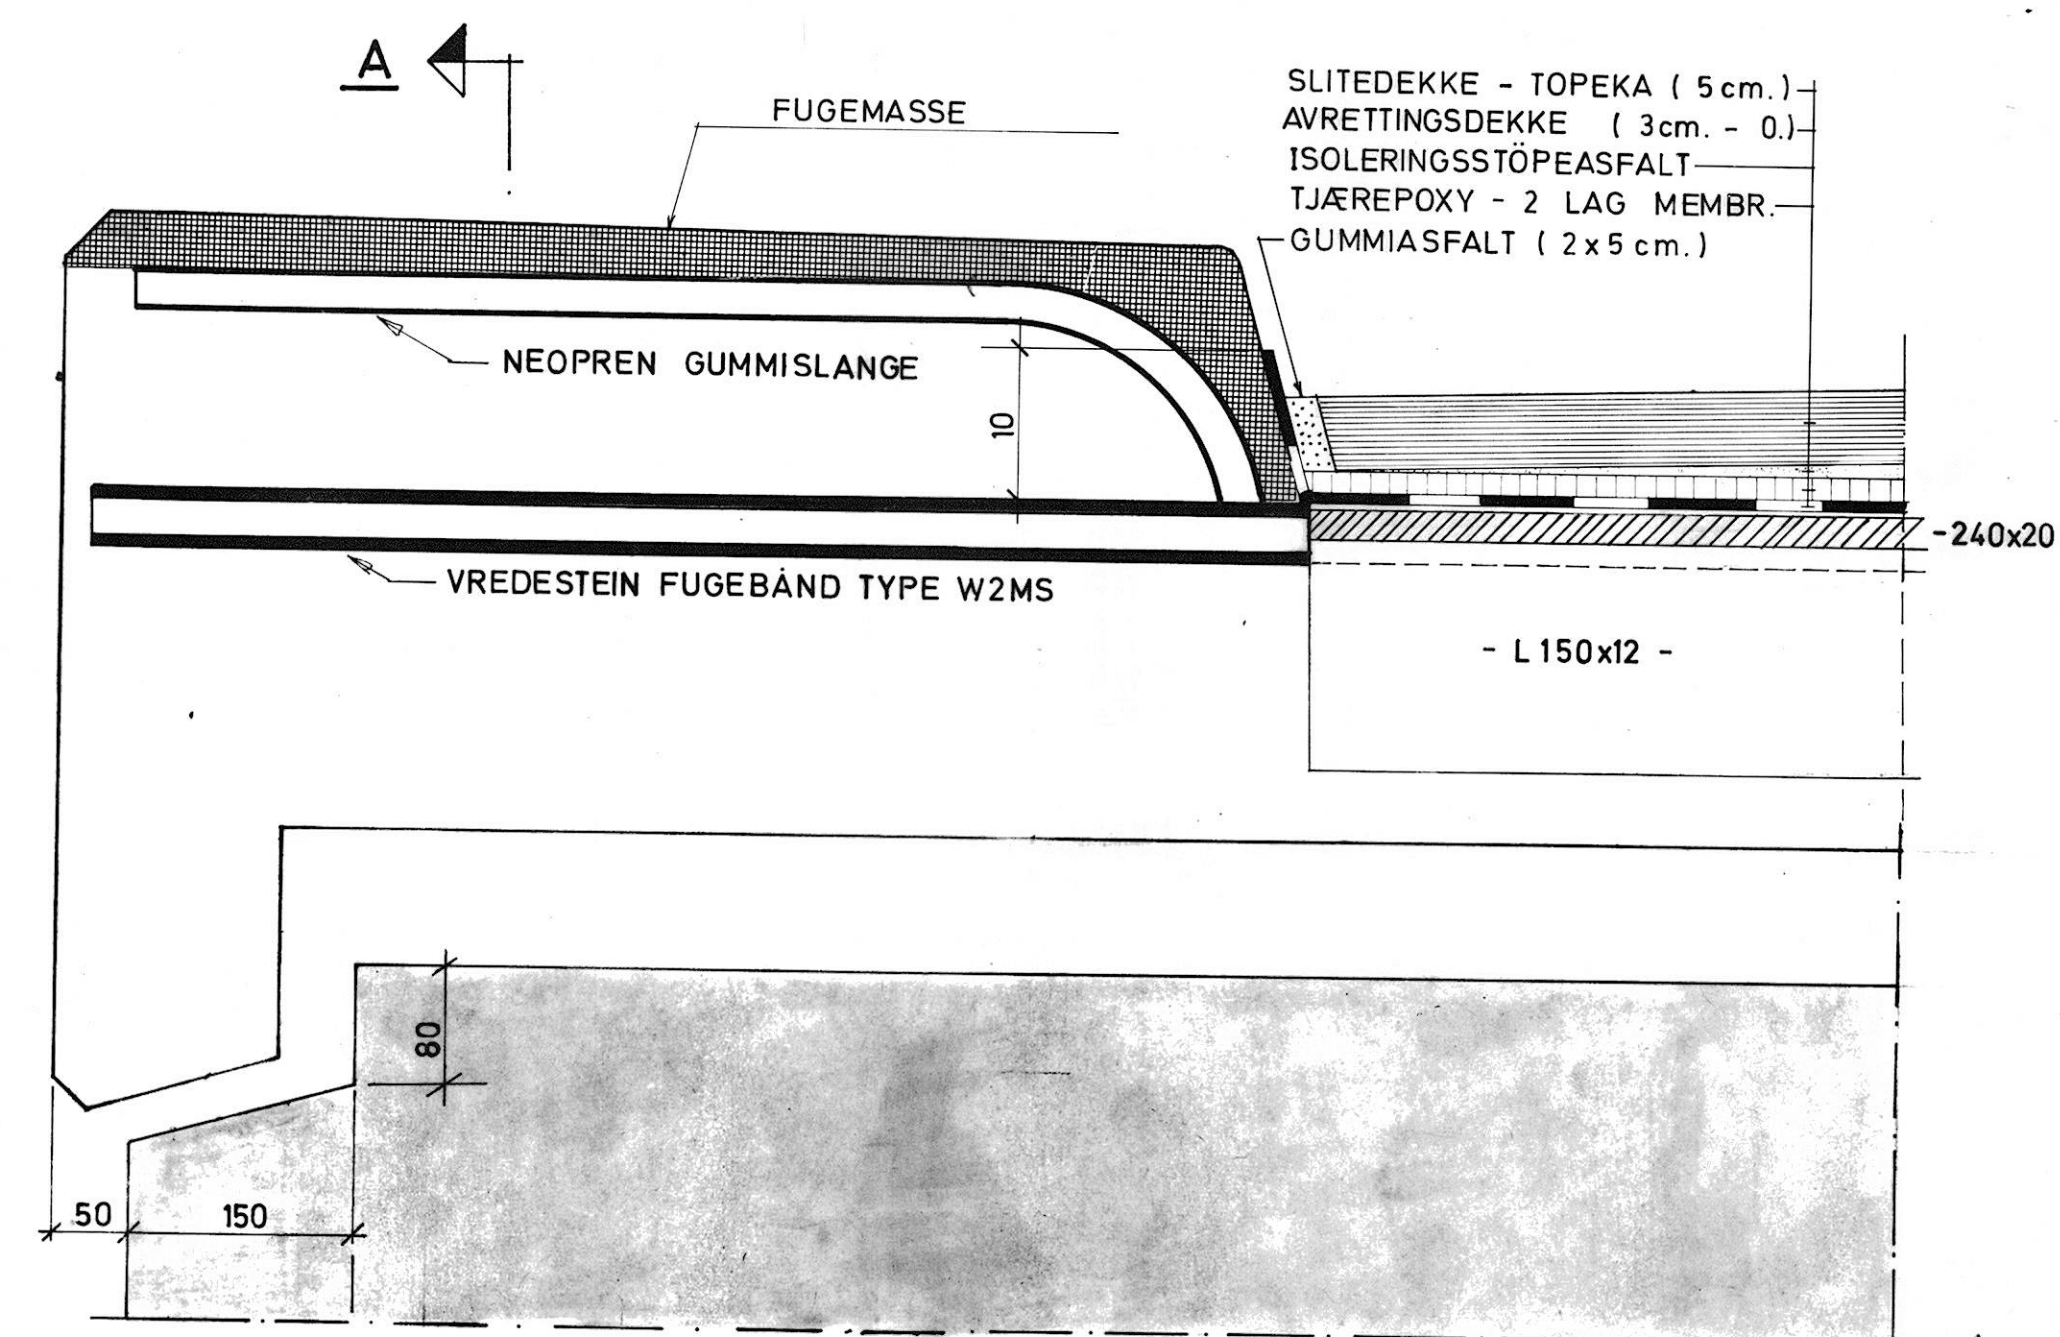 A
FUGEMASSE
SLITEDEKKE - TOPEKA ( 5 cm. )
AVRETTINGSDEKKE ( 3cm. - 0.)
ISOLERINGSSTÖPEASFALT
TJÆREPOXY - 2 LAG MEMBR.
GUMMIASFALT ( 2 x 5 cm. )
NEOPREN GUMMISLANGE
10
-240x20
VREDESTEIN FUGEBÅND TYPE W2MS
- L 150x12 -
80
50
150